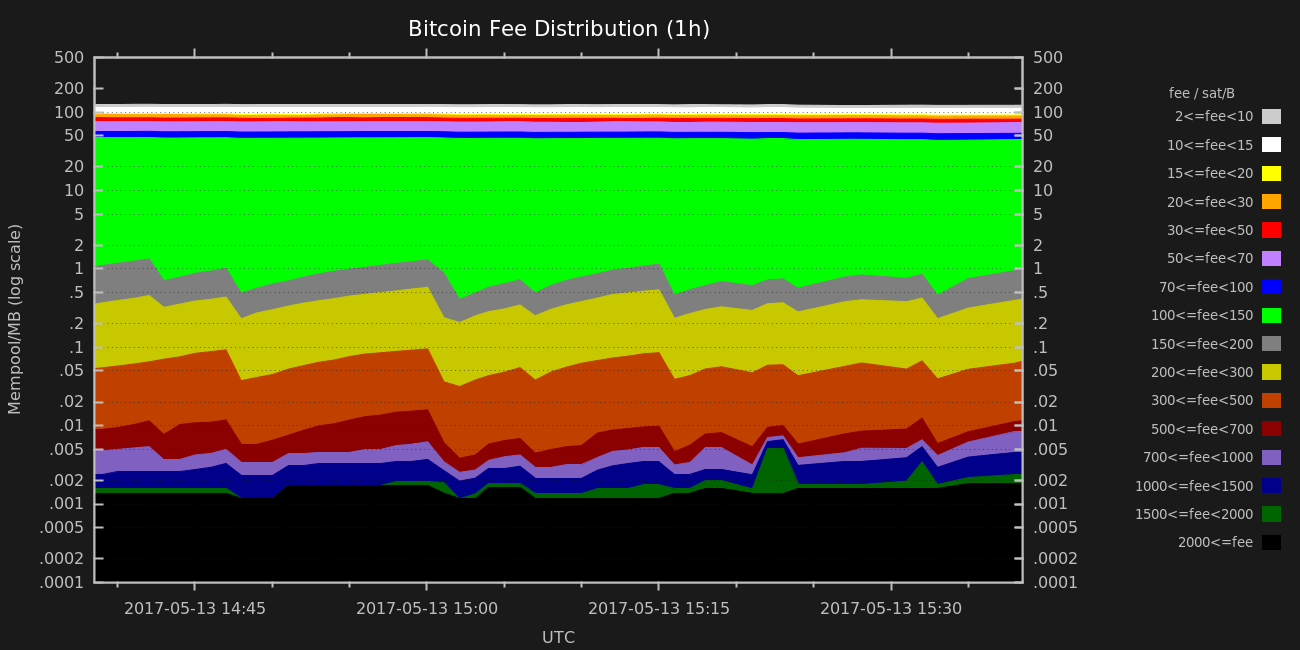 Bitcoin Fee Distribution (1h)
500
200
100
50
20
10
5
2
1
.5
.2
.1
.05
.02
.01
.005
.002
.001
.0005
.0002
.0001
Mempool/MB (log scale)
500
200
100
50
20
10
5
2
1
.5
.2
.1
.05
.02
.01
.005
.002
.001
.0005
.0002
.0001
2017-05-13 14:45
2017-05-13 15:00
2017-05-13 15:15
2017-05-13 15:30
UTC
fee / sat/B
2<=fee<10
10<=fee<15
15<=fee<20
20<=fee<30
30<=fee<50
50<=fee<70
70<=fee<100
100<=fee<150
150<=fee<200
200<=fee<300
300<=fee<500
500<=fee<700
700<=fee<1000
1000<=fee<1500
1500<=fee<2000
2000<=fee